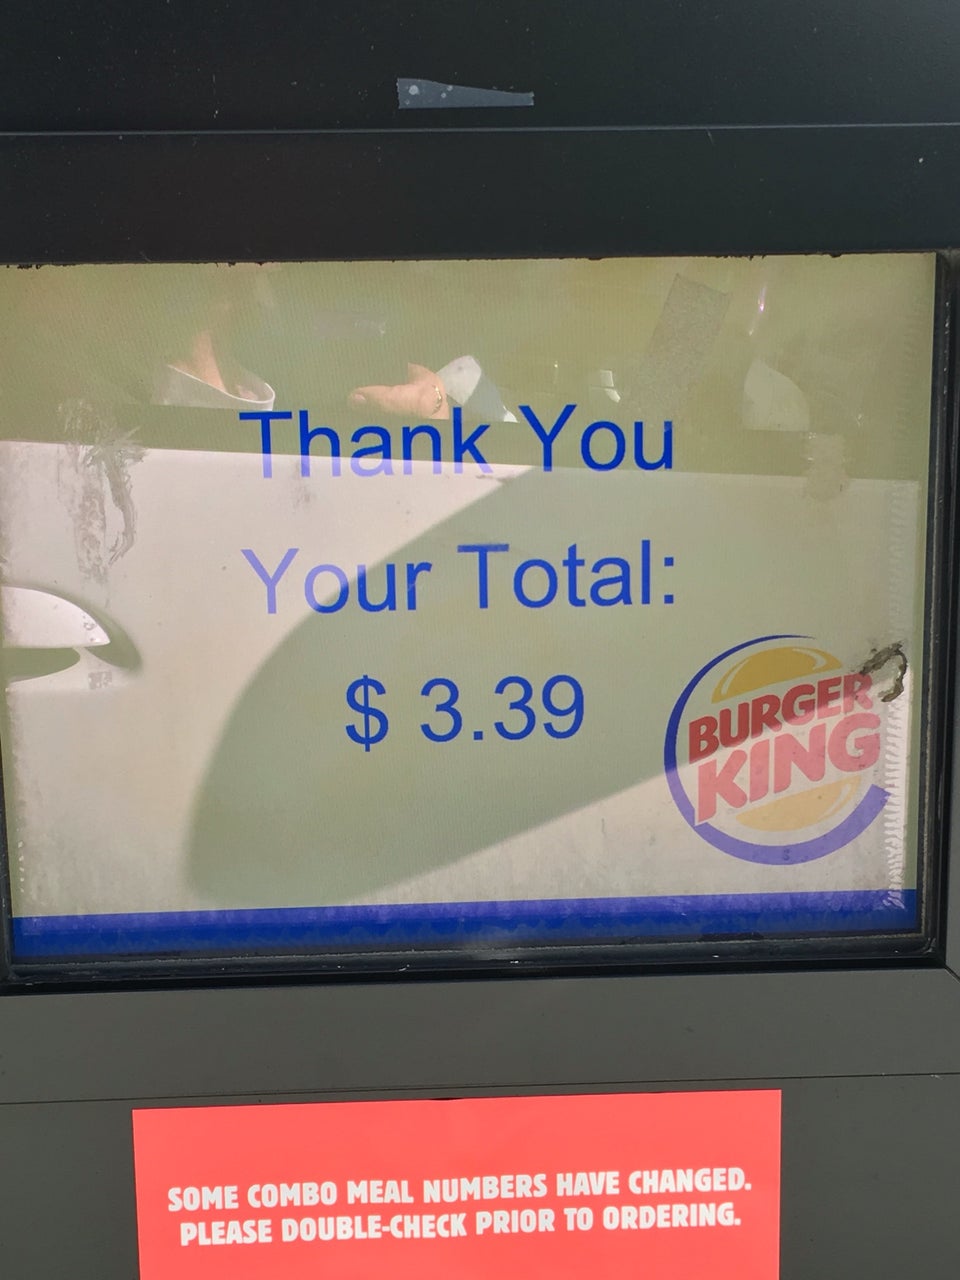 Thank You
Your Total:
$ 3.39
BURGER
KING
SOME COMBO MEAL NUMBERS HAVE CHANGED.
PLEASE DOUBLE-CHECK PRIOR TO ORDERING.